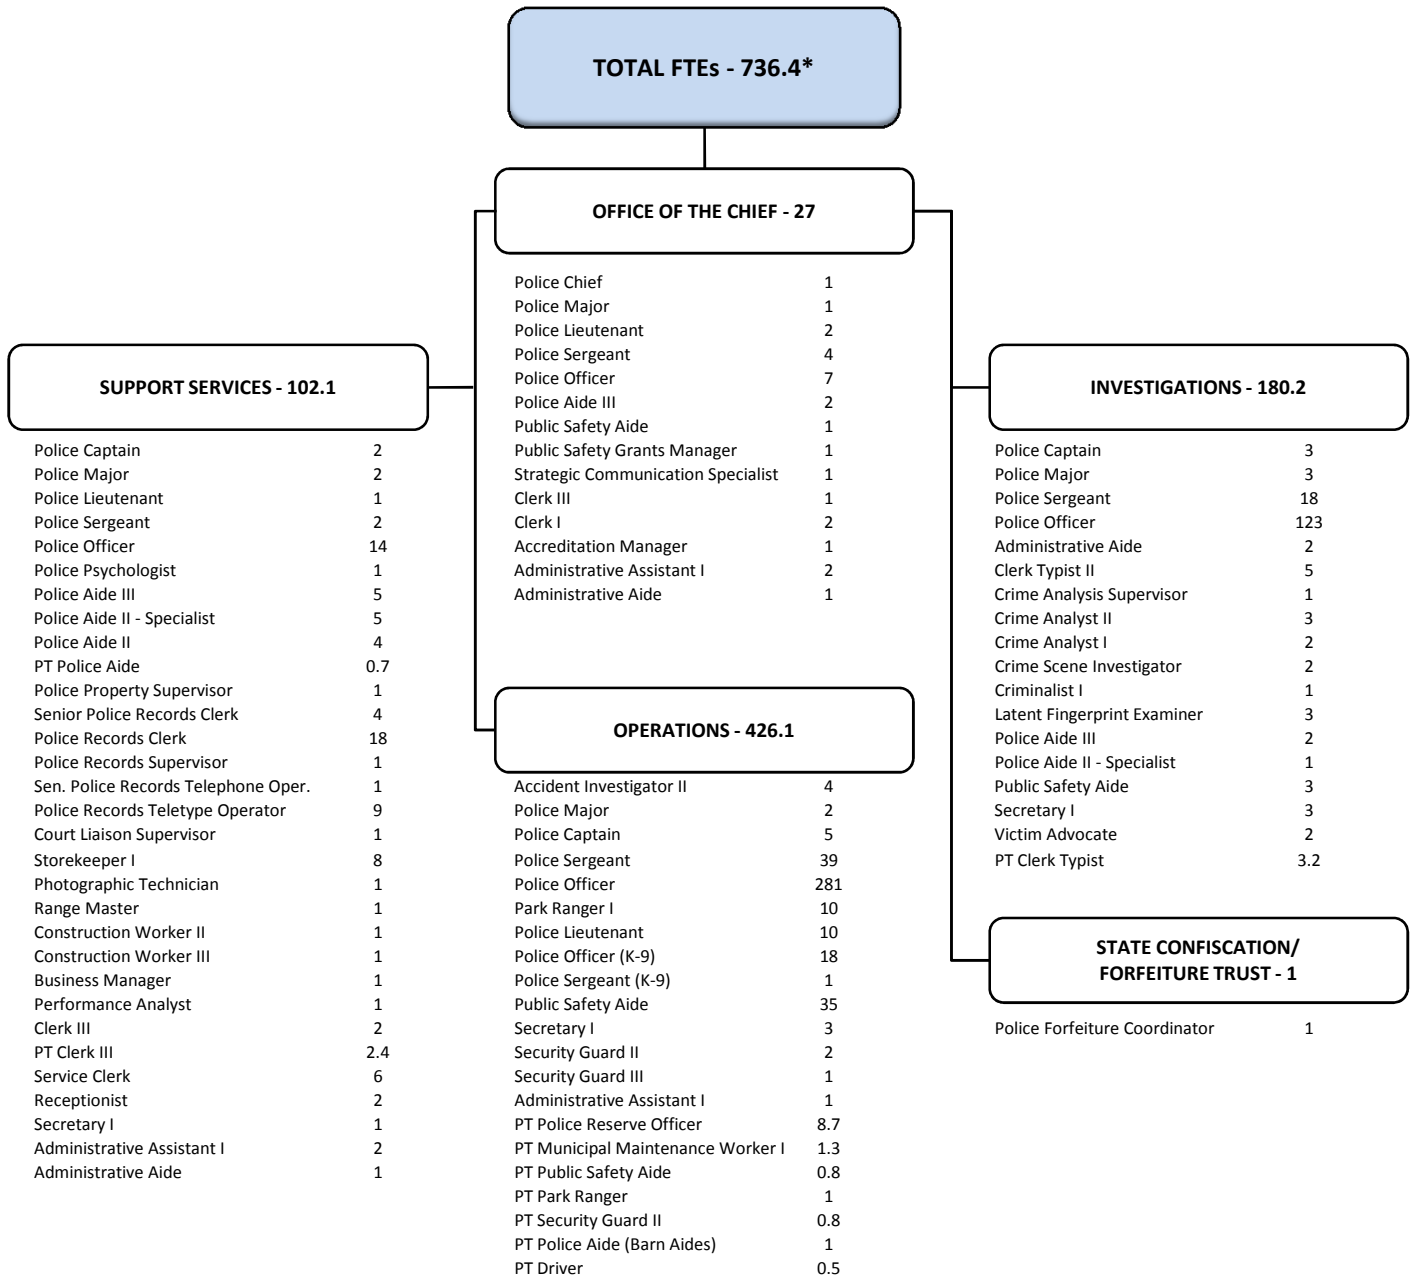 TOTAL FTEs - 736.4*
OFFICE OF THE CHIEF - 27
Police Chief 1
Police Major 1
Police Lieutenant 2
Police Sergeant 4
Police Officer 7
Police Aide III 2
Public Safety Aide 1
Public Safety Grants Manager 1
Strategic Communication Specialist 1
Clerk III 1
Clerk I 2
Accreditation Manager 1
Administrative Assistant I 2
Administrative Aide 1
SUPPORT SERVICES - 102.1
Police Captain 2
Police Major 2
Police Lieutenant 1
Police Sergeant 2
Police Officer 14
Police Psychologist 1
Police Aide III 5
Police Aide II - Specialist 5
Police Aide II 4
PT Police Aide 0.7
Police Property Supervisor 1
Senior Police Records Clerk 4
Police Records Clerk 18
Police Records Supervisor 1
Sen. Police Records Telephone Oper. 1
Police Records Teletype Operator 9
Court Liaison Supervisor 1
Storekeeper I 8
Photographic Technician 1
Range Master 1
Construction Worker II 1
Construction Worker III 1
Business Manager 1
Performance Analyst 1
Clerk III 2
PT Clerk III 2.4
Service Clerk 6
Receptionist 2
Secretary I 1
Administrative Assistant I 2
Administrative Aide 1
OPERATIONS - 426.1
Accident Investigator II 4
Police Major 2
Police Captain 5
Police Sergeant 39
Police Officer 281
Park Ranger I 10
Police Lieutenant 10
Police Officer (K-9) 18
Police Sergeant (K-9) 1
Public Safety Aide 35
Secretary I 3
Security Guard II 2
Security Guard III 1
Administrative Assistant I 1
PT Police Reserve Officer 8.7
PT Municipal Maintenance Worker I 1.3
PT Public Safety Aide 0.8
PT Park Ranger 1
PT Security Guard II 0.8
PT Police Aide (Barn Aides) 1
PT Driver 0.5
INVESTIGATIONS - 180.2
Police Captain 3
Police Major 3
Police Sergeant 18
Police Officer 123
Administrative Aide 2
Clerk Typist II 5
Crime Analysis Supervisor 1
Crime Analyst II 3
Crime Analyst I 2
Crime Scene Investigator 2
Criminalist I 1
Latent Fingerprint Examiner 3
Police Aide III 2
Police Aide II - Specialist 1
Public Safety Aide 3
Secretary I 3
Victim Advocate 2
PT Clerk Typist 3.2
STATE CONFISCATION/
FORFEITURE TRUST - 1
Police Forfeiture Coordinator 1